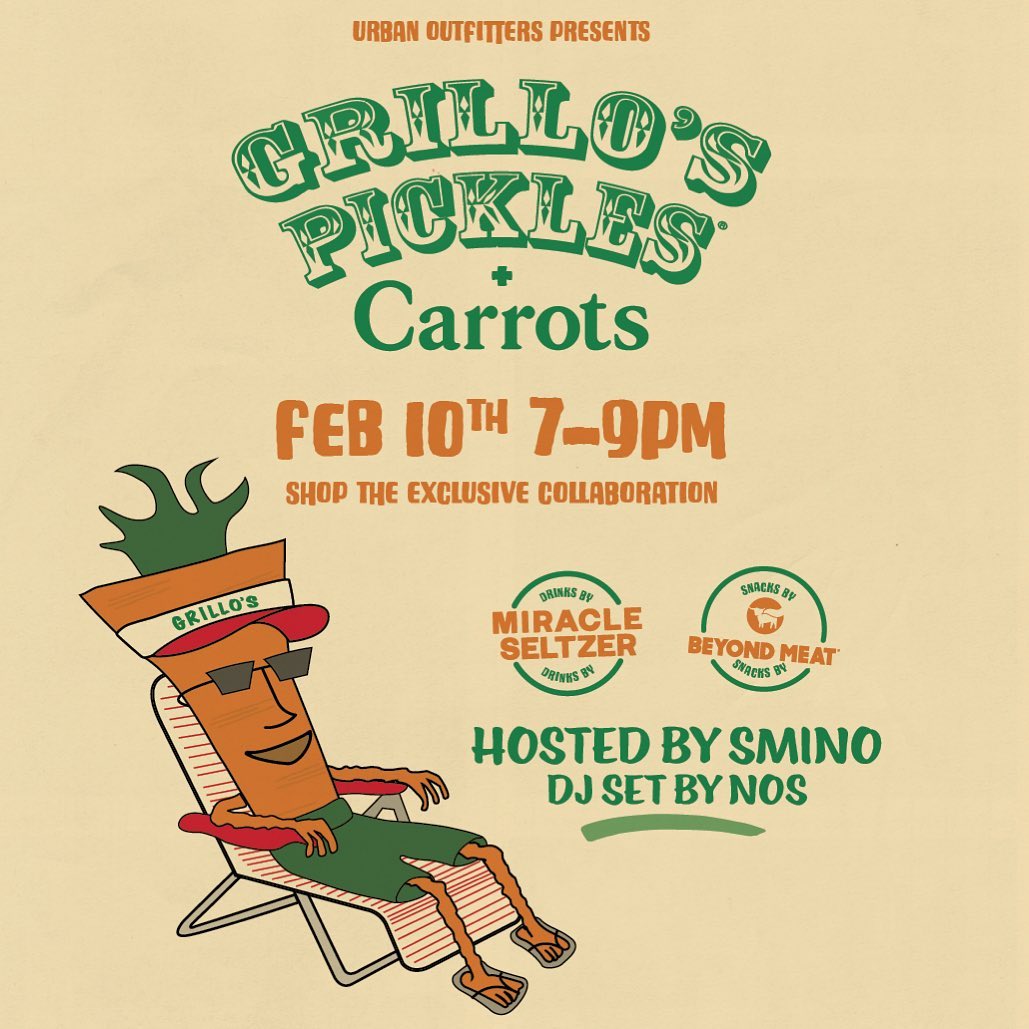 URBAN OUTFITTERS PRESENTS
GRILLO'S
PICKLES®
+
Carrots
FEB 10TH 7-9PM
SHOP THE EXCLUSIVE COLLABORATION
GRILLO'S
DRINKS BY
MIRACLE
SELTZER
DRINKS BY
SNACKS BY
BEYOND MEAT
SNACKS BY
HOSTED BY SMINO
DJ SET BY NOS